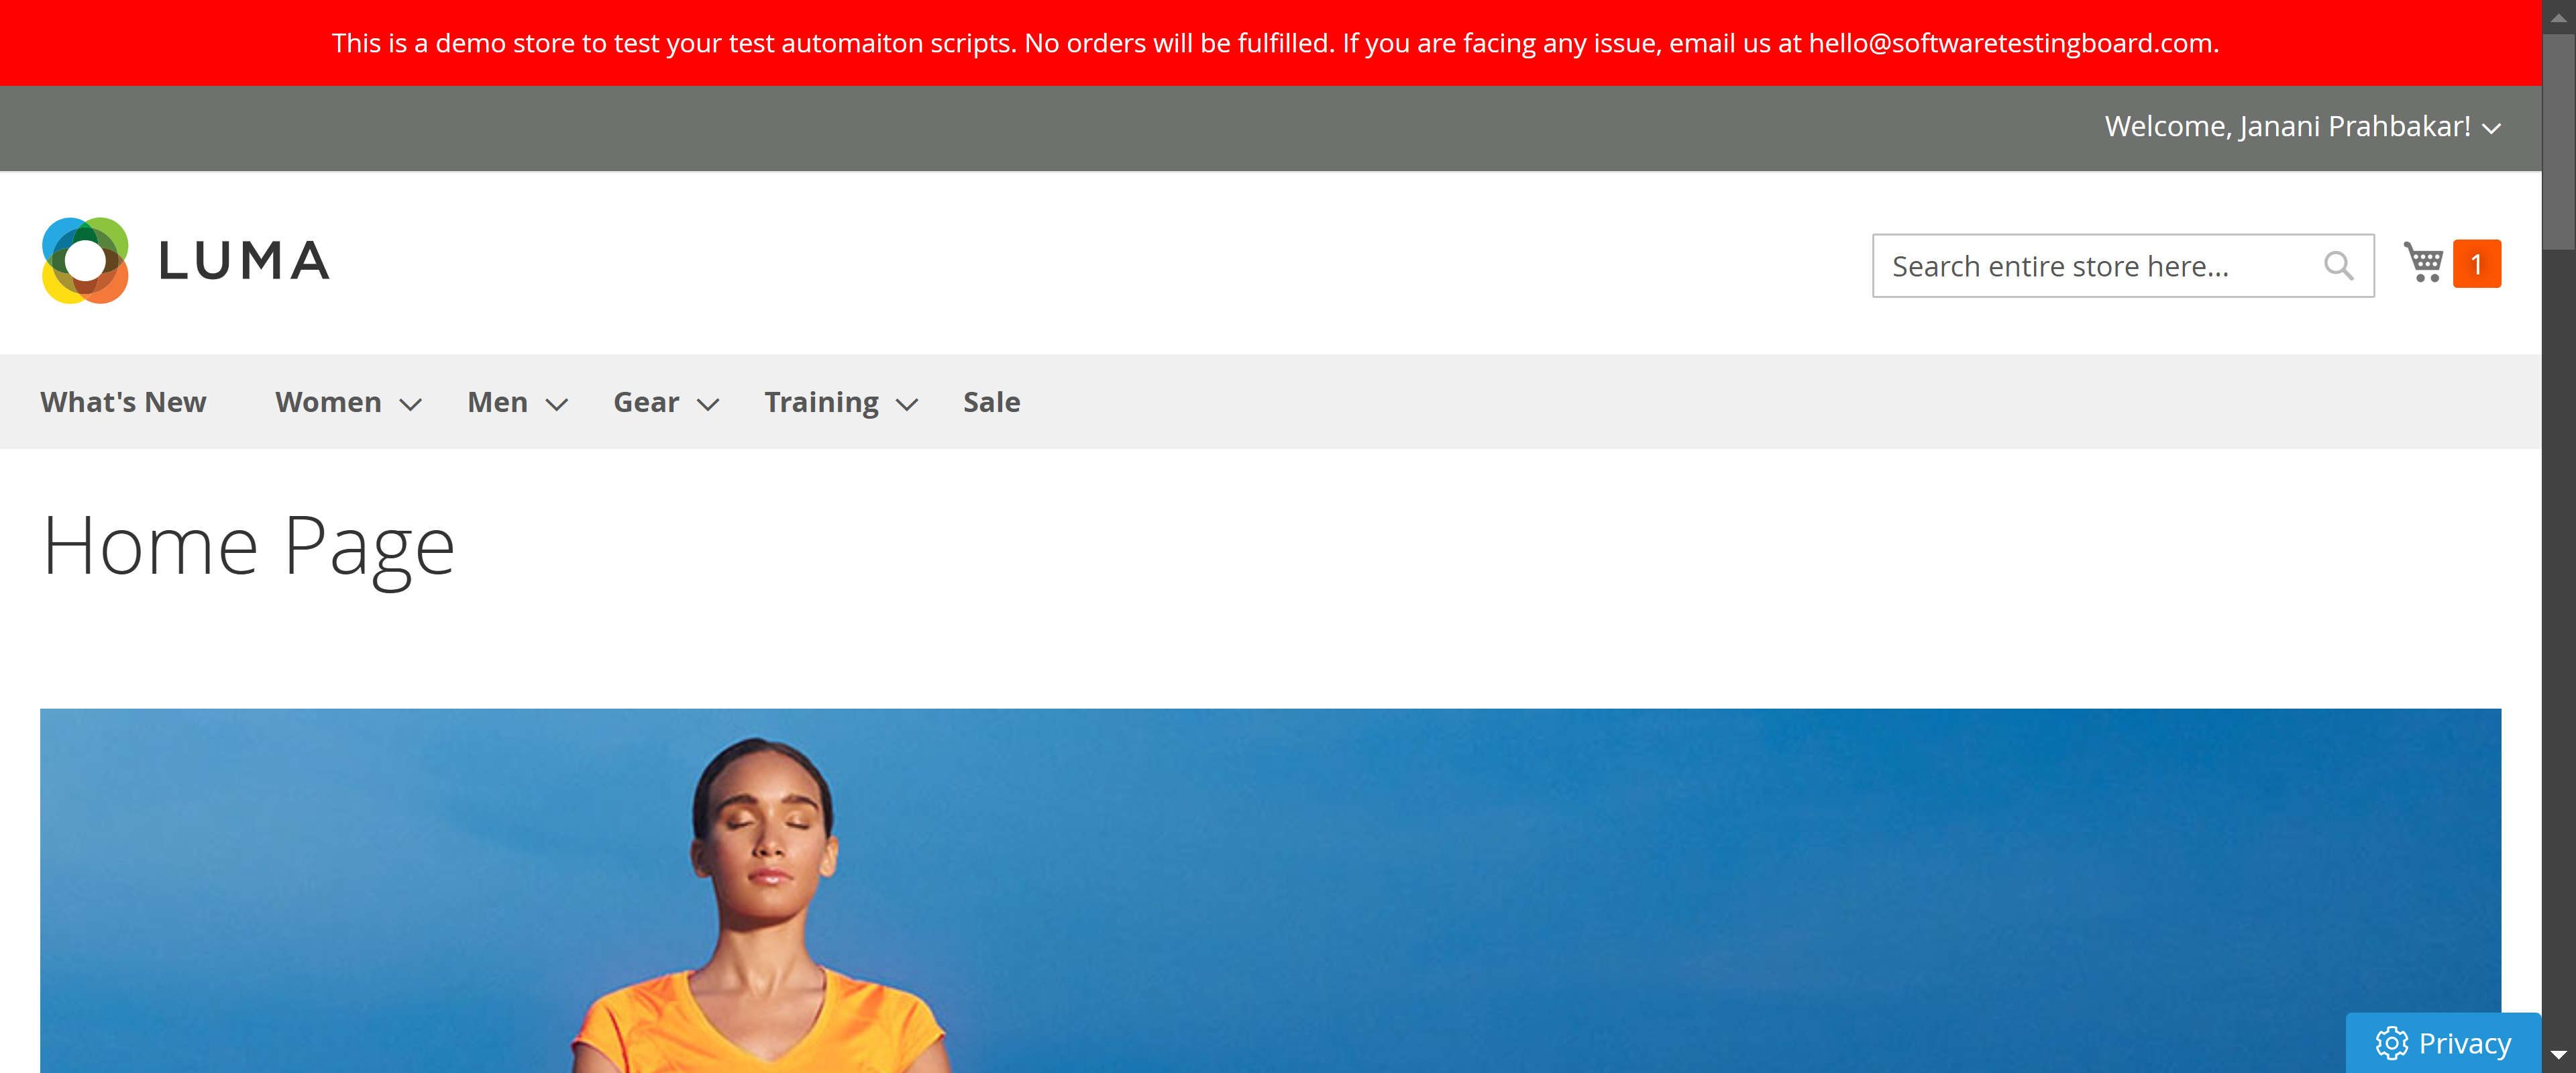 This is a demo store to test your test automaiton scripts. No orders will be fulfilled. If you are facing any issue, email us at hello@softwaretestingboard.com.
Welcome, Janani Prahbakar!
LUMA
Search entire store here...
1
What's New Women Men Gear Training Sale
Home Page
Privacy